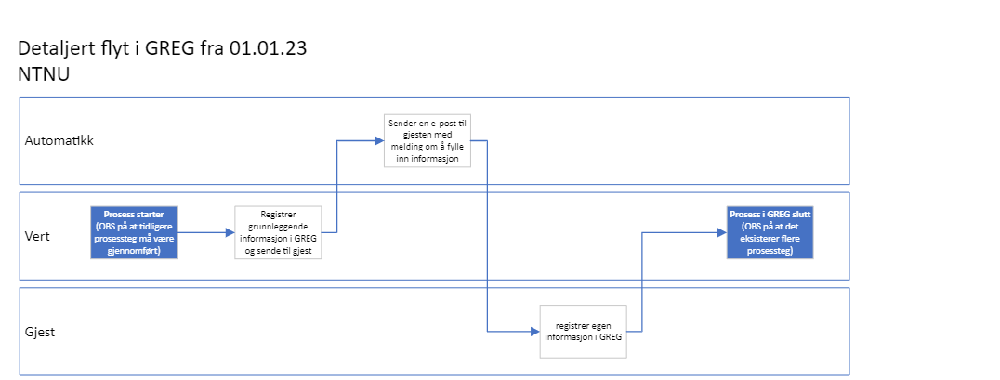 Detaljert flyt i GREG fra 01.01.23
NTNU
Automatikk
Sender en e-post til
gjesten med
melding om å fylle
inn informasjon
Vert
Prosess starter
(OBS på at tidligere
prosessteg må være
gjennomført)
Registrer
grunnleggende
informasjon i GREG
og sende til gjest
Prosess i GREG slutt
(OBS på at det
eksisterer flere
prosessteg)
Gjest
registrer egen
informasjon i GREG